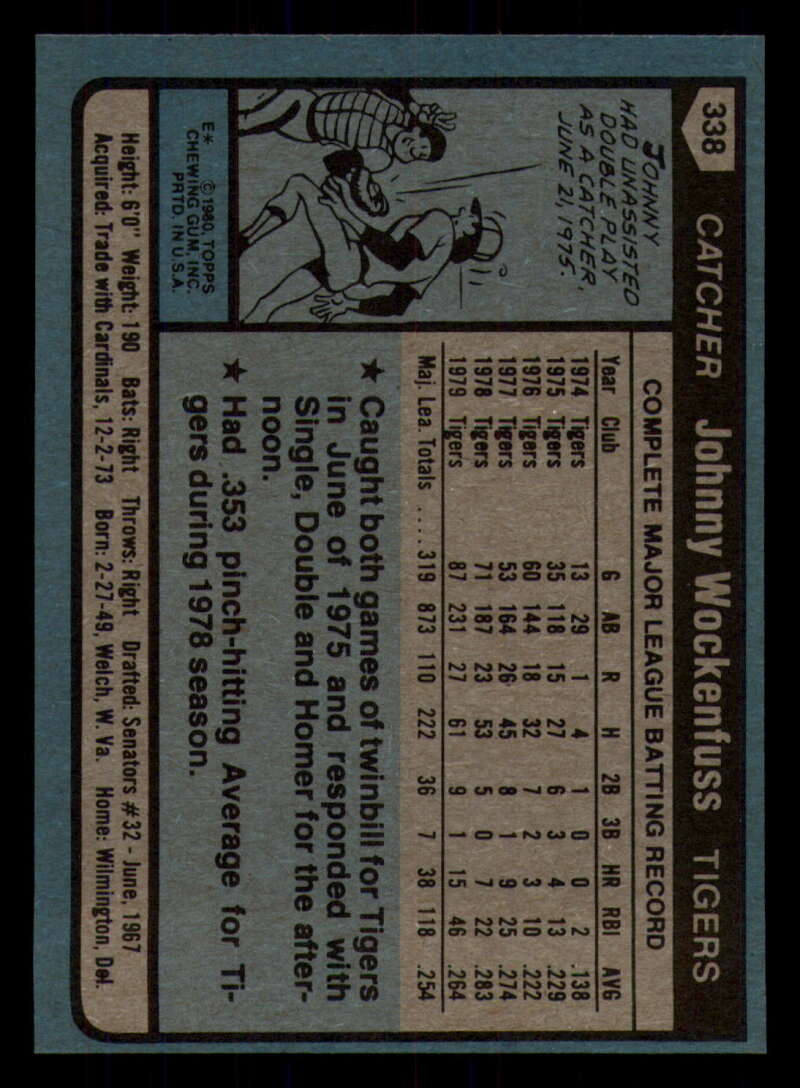 338 CATCHER Johnny Wockenfuss TIGERS
JOHNNY
HAD UNASSISTED
DOUBLE PLAY
AS A CATCHER,
JUNE 21, 1975.
E* © 1980, TOPPS
CHEWING GUM, INC.
PRTD. IN U.S.A.
COMPLETE MAJOR LEAGUE BATTING RECORD
Year Club G AB R H 2B 3B HR RBI AVG
1974 Tigers 13 29 1 4 1 0 0 2 .138
1975 Tigers 35 118 15 27 6 3 4 13 .229
1976 Tigers 60 144 18 32 7 2 3 10 .222
1977 Tigers 53 164 26 45 8 1 9 25 .274
1978 Tigers 71 187 23 53 5 0 7 22 .283
1979 Tigers 87 231 27 61 9 1 15 46 .264
Maj. Lea. Totals .... 319 873 110 222 36 7 38 118 .254
★ Caught both games of twinbill for Tigers
in June of 1975 and responded with
Single, Double and Homer for the after-
noon.
★ Had .353 pinch-hitting Average for Ti-
gers during 1978 season.
Height: 6'0" Weight: 190 Bats: Right Throws: Right Drafted: Senators #32 - June, 1967
Acquired: Trade with Cardinals, 12-2-73 Born: 2-27-49, Welch, W. Va. Home: Wilmington, Del.